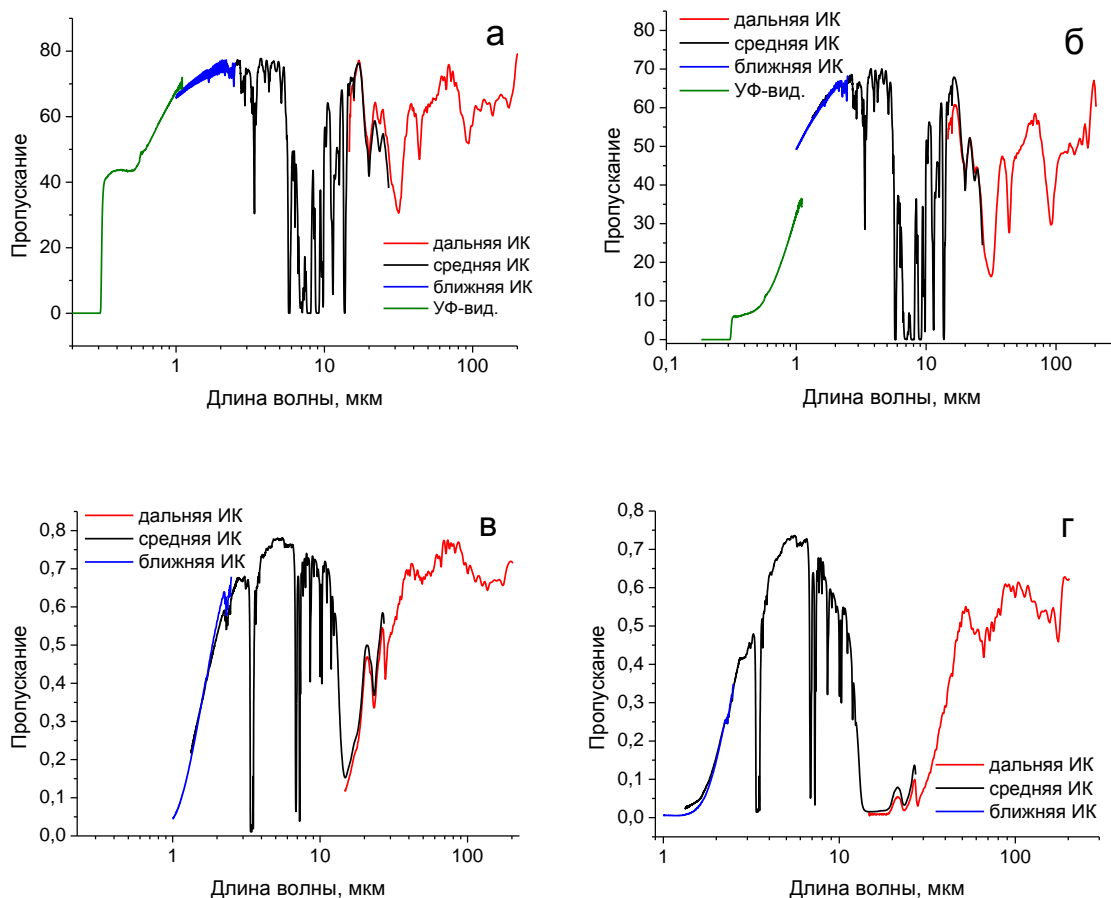 а
Пропускание
80
60
40
20
0
дальняя ИК
средняя ИК
ближняя ИК
УФ-вид.
1
10
100
Длина волны, мкм
б
Пропускание
80
70
60
50
40
30
20
10
0
дальняя ИК
средняя ИК
ближняя ИК
УФ-вид.
0,1
1
10
100
Длина волны, мкм
в
Пропускание
0,8
0,7
0,6
0,5
0,4
0,3
0,2
0,1
0,0
дальняя ИК
средняя ИК
ближняя ИК
1
10
100
Длина волны, мкм
г
Пропускание
0,8
0,7
0,6
0,5
0,4
0,3
0,2
0,1
0,0
дальняя ИК
средняя ИК
ближняя ИК
1
10
100
Длина волны, мкм